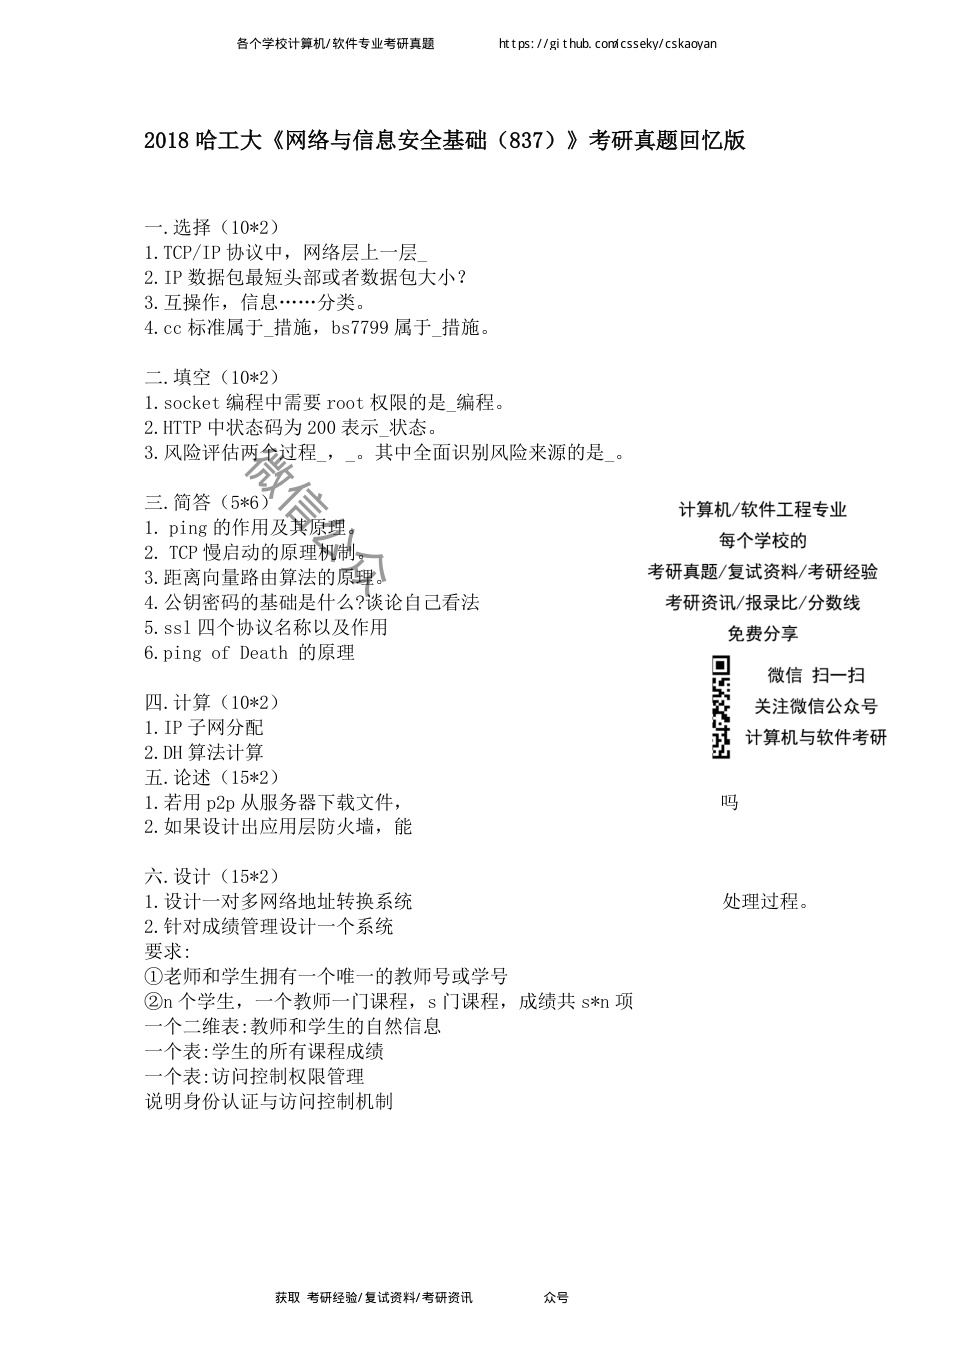 各个学校计算机/软件专业考研真题 https://github.com/csseky/cskaoyan
2018 哈工大《网络与信息安全基础（837）》考研真题回忆版
一.选择（10*2）
1.TCP/IP 协议中，网络层上一层_
2.IP 数据包最短头部或者数据包大小？
3.互操作，信息……分类。
4.cc 标准属于_措施，bs7799 属于_措施。
二.填空（10*2）
1.socket 编程中需要 root 权限的是_编程。
2.HTTP 中状态码为 200 表示_状态。
3.风险评估两个过程_，_。其中全面识别风险来源的是_。
三.简答（5*6）
1. ping 的作用及其原理。
2. TCP 慢启动的原理机制。
3.距离向量路由算法的原理。
4.公钥密码的基础是什么?谈论自己看法
5.ssl 四个协议名称以及作用
6.ping of Death 的原理
微信公众
计算机/软件工程专业
每个学校的
考研真题/复试资料/考研经验
考研资讯/报录比/分数线
免费分享
微信 扫一扫
关注微信公众号
计算机与软件考研
四.计算（10*2）
1.IP 子网分配
2.DH 算法计算
五.论述（15*2）
1.若用 p2p 从服务器下载文件， 吗
2.如果设计出应用层防火墙，能
六.设计（15*2）
1.设计一对多网络地址转换系统 处理过程。
2.针对成绩管理设计一个系统
要求:
①老师和学生拥有一个唯一的教师号或学号
②n 个学生，一个教师一门课程，s 门课程，成绩共 s*n 项
一个二维表:教师和学生的自然信息
一个表:学生的所有课程成绩
一个表:访问控制权限管理
说明身份认证与访问控制机制
获取 考研经验/复试资料/考研资讯 众号